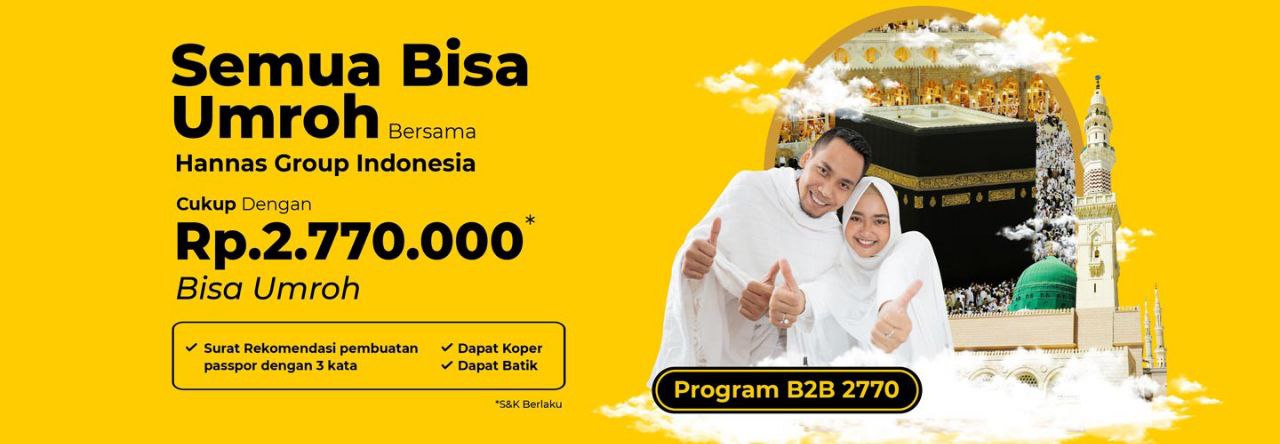 Semua Bisa
Umroh Bersama
Hannas Group Indonesia
Cukup Dengan
Rp.2.770.000*
Bisa Umroh
✓ Surat Rekomendasi pembuatan
passpor dengan 3 kata
✓ Dapat Koper
✓ Dapat Batik
*S&K Berlaku
Program B2B 2770